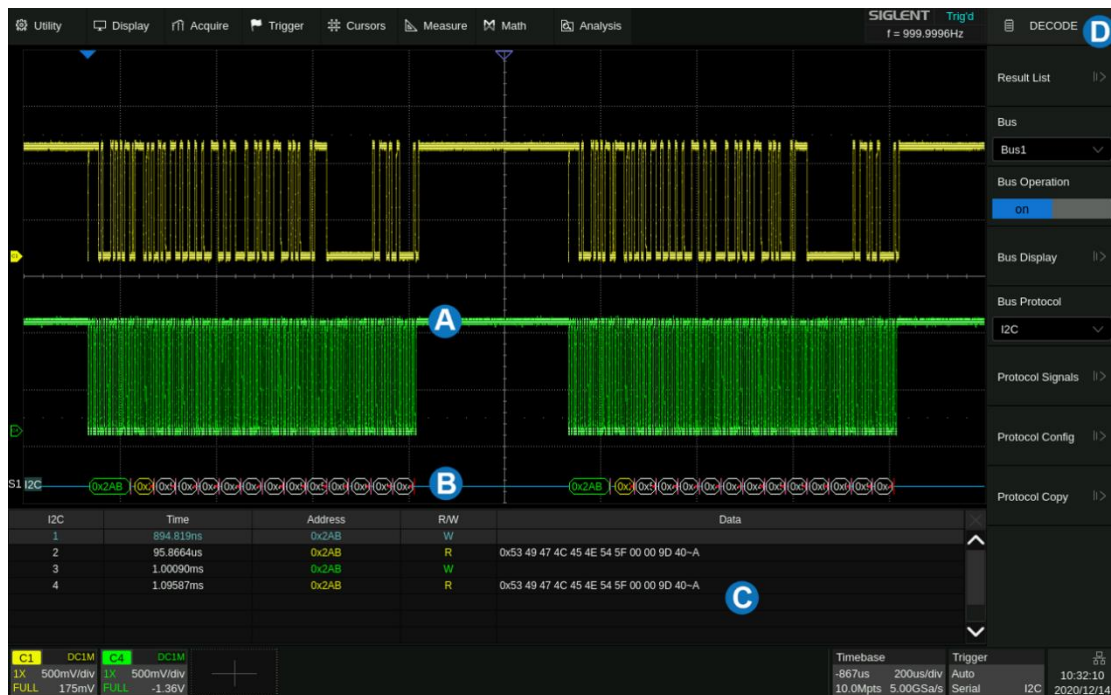 Utility Display Acquire Trigger Cursors Measure Math Analysis
SIGLENT Trig'd
f = 999.9996Hz
DECODE
D
Result List
Bus
Bus1
Bus Operation
on
Bus Display
Bus Protocol
I2C
Protocol Signals
Protocol Config
Protocol Copy
A
S1 I2C
0x2AB
B
0x2AB
I2C Time Address R/W Data
1 894.819ns 0x2AB W
2 95.8664us 0x2AB R 0x53 49 47 4C 45 4E 54 5F 00 00 9D 40~A
3 1.00090ms 0x2AB W
4 1.09587ms 0x2AB R 0x53 49 47 4C 45 4E 54 5F 00 00 9D 40~A
C
C1 DC1M
1X 500mV/div
FULL 175mV
C4 DC1M
1X 500mV/div
FULL -1.36V
Timebase
-867us 200us/div
10.0Mpts 5.00GSa/s
Trigger
Auto
Serial I2C
10:32:10
2020/12/14